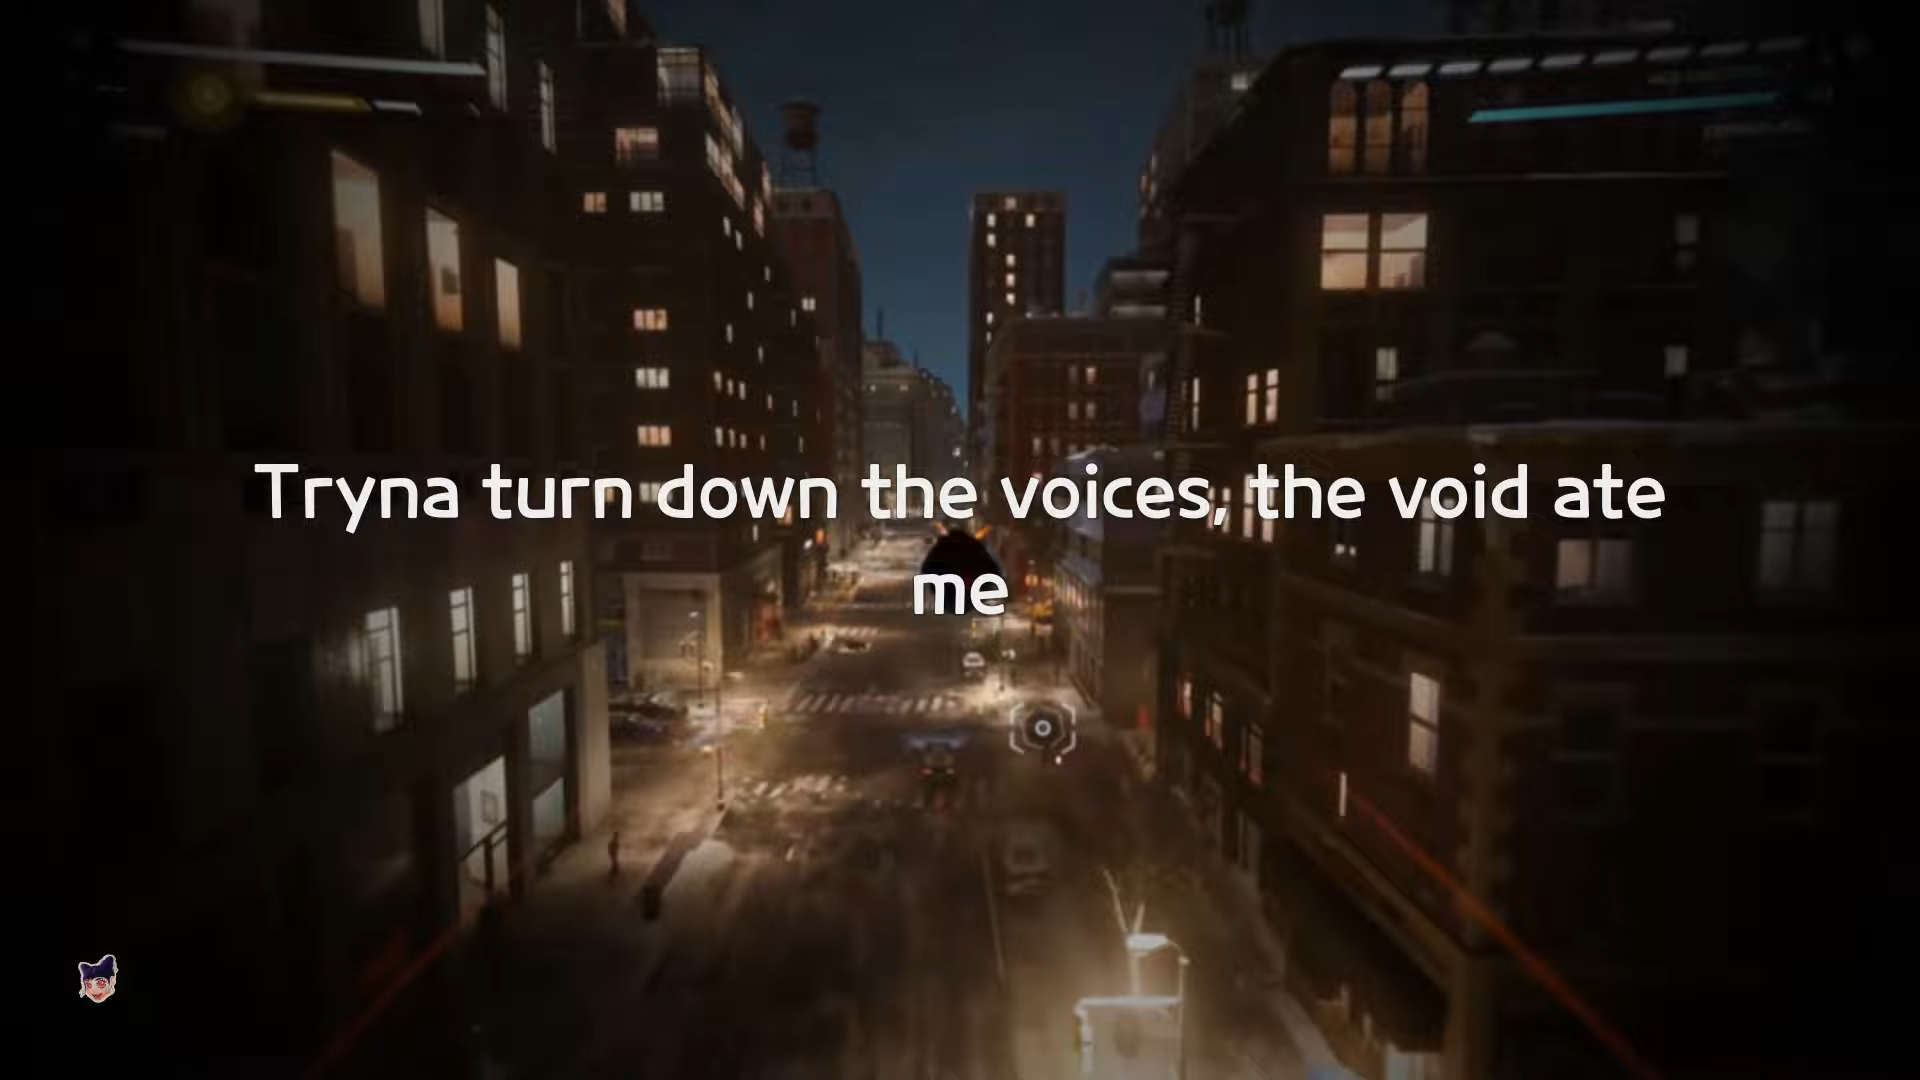 Tryna turn down the voices, the void ate
me